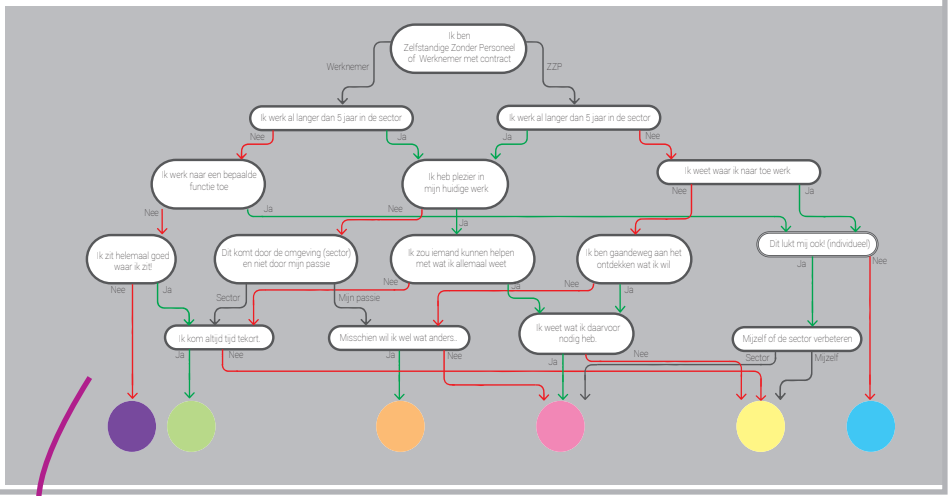 Ik ben
Zelfstandige Zonder Personeel
of Werknemer met contract
Werknemer
ZZP
Ik werk al langer dan 5 jaar in de sector
Ik werk al langer dan 5 jaar in de sector
Nee
Ja
Ja
Nee
Ik werk naar een bepaalde
functie toe
Ik heb plezier in
mijn huidige werk
Ik weet waar ik naar toe werk
Nee
Ja
Nee
Ja
Nee
Ja
Ik zit helemaal goed
waar ik zit!
Dit komt door de omgeving (sector)
en niet door mijn passie
Ik zou iemand kunnen helpen
met wat ik allemaal weet
Ik ben gaandeweg aan het
ontdekken wat ik wil
Dit lukt mij ook! (individueel)
Nee
Ja
Sector
Mijn passie
Nee
Ja
Nee
Ja
Ja
Nee
Ik kom altijd tijd tekort.
Misschien wil ik wel wat anders..
Ik weet wat ik daarvoor
nodig heb.
Mijzelf of de sector verbeteren
Ja
Nee
Ja
Nee
Ja
Nee
Sector
Mijzelf